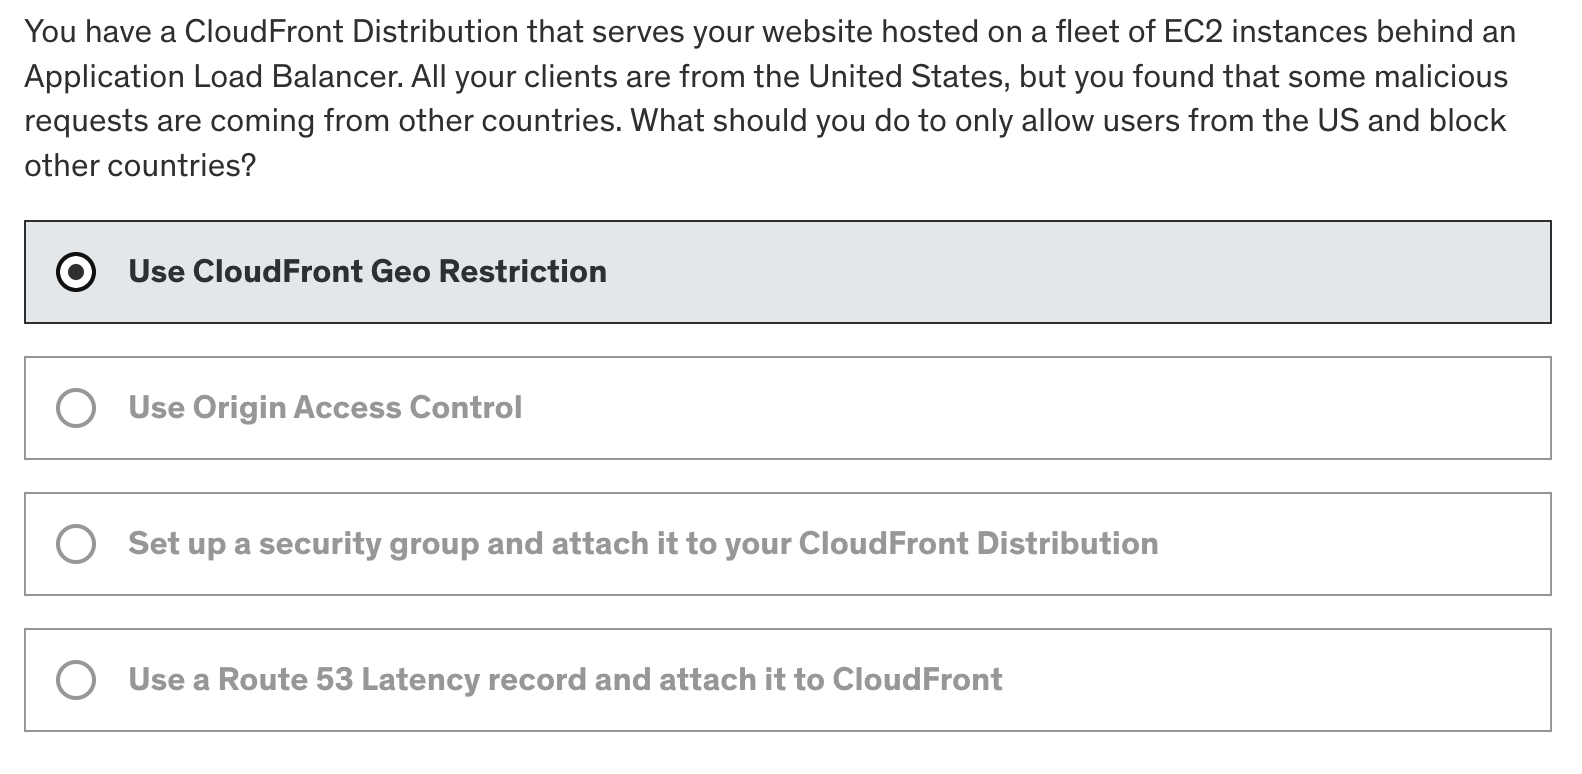 You have a CloudFront Distribution that serves your website hosted on a fleet of EC2 instances behind an
Application Load Balancer. All your clients are from the United States, but you found that some malicious
requests are coming from other countries. What should you do to only allow users from the US and block
other countries?
Use CloudFront Geo Restriction
Use Origin Access Control
Set up a security group and attach it to your CloudFront Distribution
Use a Route 53 Latency record and attach it to CloudFront